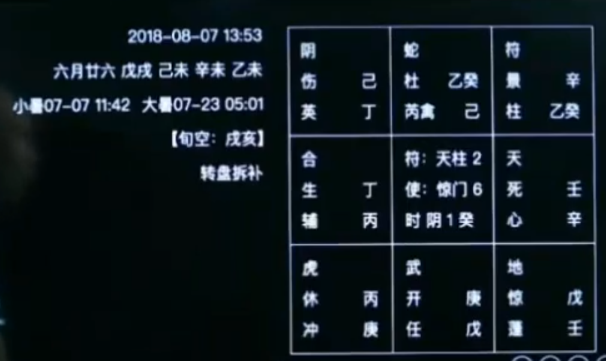 2018-08-07 13:53
六月廿六 戊戌 己未 辛未 乙未
小暑07-07 11:42 大暑07-23 05:01
【旬空：戌亥】
转盘拆补
阴 蛇 符
伤 己 杜 乙癸 景 辛
英 丁 芮禽 己 柱 乙癸
合 符：天柱 2 天
生 丁 使：惊门 6 死 壬
辅 丙 时 阴 1 癸 心 辛
虎 武 地
休 丙 开 庚 惊 戊
冲 庚 任 戊 蓬 壬